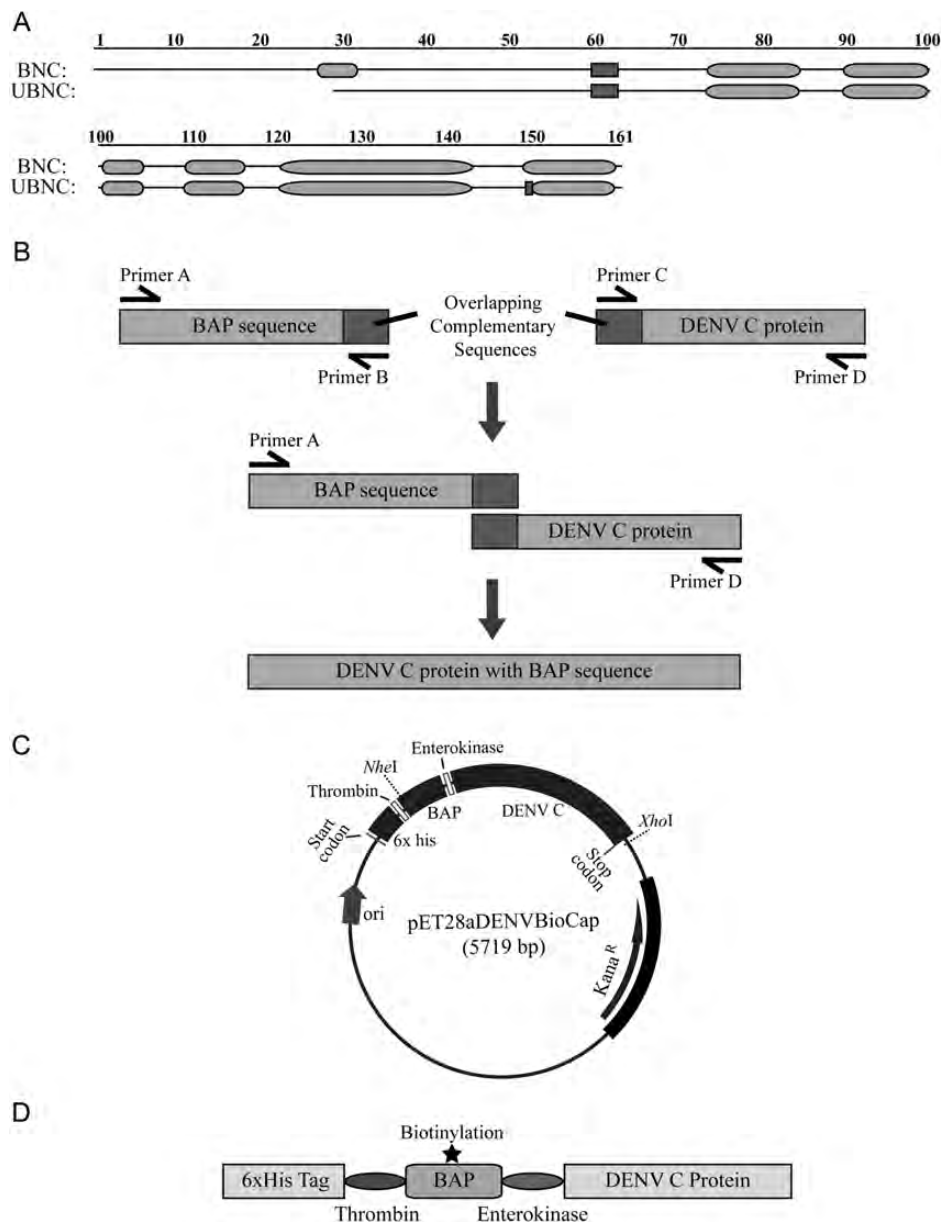 A
1 10 20 30 40 50 60 70 80 90 100
BNC:
UBNC:
100 110 120 130 140 150 161
BNC:
UBNC:
B
Primer A
BAP sequence
Primer B
Overlapping
Complementary
Sequences
Primer C
DENV C protein
Primer D
Primer A
BAP sequence
DENV C protein
Primer D
DENV C protein with BAP sequence
C
Enterokinase
NheI
Thrombin
BAP
DENV C
XhoI
Start
codon
6x his
Stop
codon
ori
pET28aDENVBioCap
(5719 bp)
Kana R
D
Biotinylation
6xHis Tag
BAP
DENV C Protein
Thrombin
Enterokinase